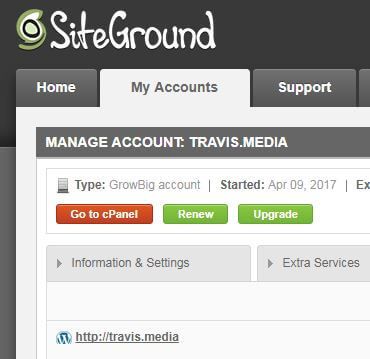 SiteGround
Home My Accounts Support
MANAGE ACCOUNT: TRAVIS.MEDIA
Type: GrowBig account | Started: Apr 09, 2017 | Ex
Go to cPanel Renew Upgrade
Information & Settings Extra Services
http://travis.media